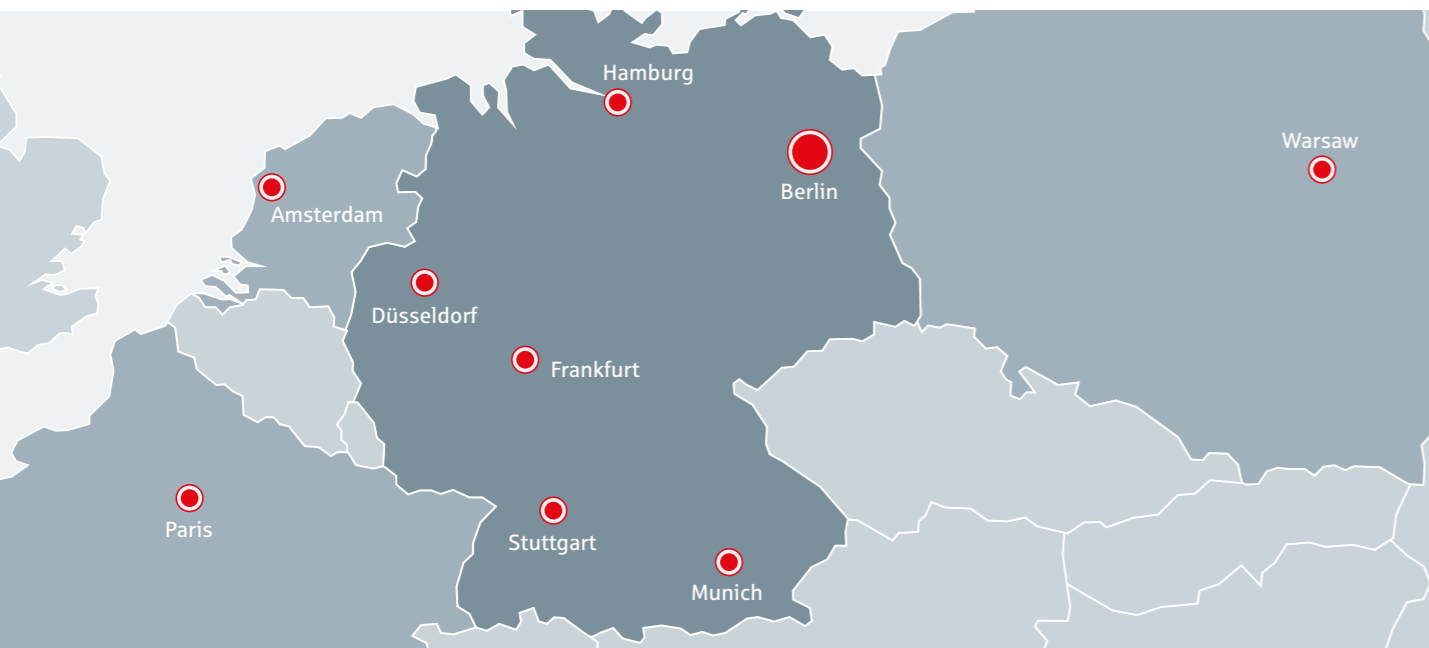 Hamburg
Warsaw
Berlin
Amsterdam
Düsseldorf
Frankfurt
Paris
Stuttgart
Munich